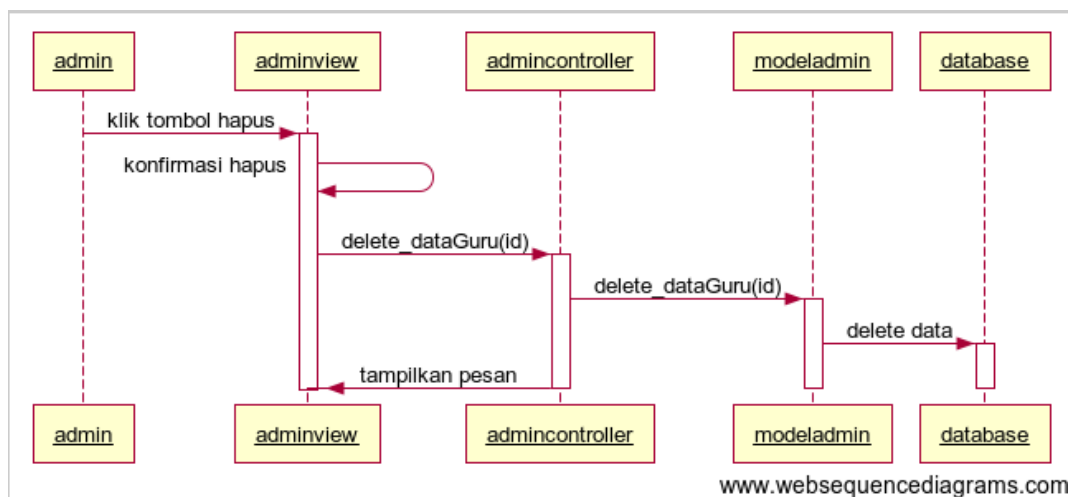 admin
adminview
admincontroller
modeladmin
database
klik tombol hapus
konfirmasi hapus
delete_dataGuru(id)
delete_dataGuru(id)
delete data
tampilkan pesan
admin
adminview
admincontroller
modeladmin
database
www.websequencediagrams.com